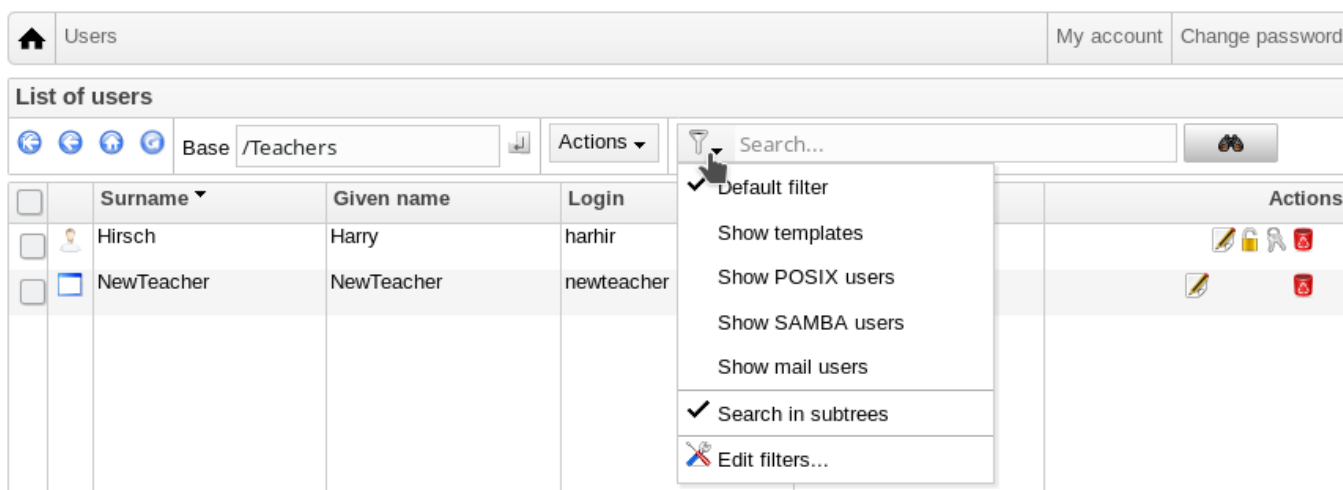 Users My account Change password
List of users
Base /Teachers Actions Search...
Surname Given name Login Actions
Default filter
Hirsch Harry harhir
Show templates
NewTeacher NewTeacher newteacher
Show POSIX users
Show SAMBA users
Show mail users
Search in subtrees
Edit filters...